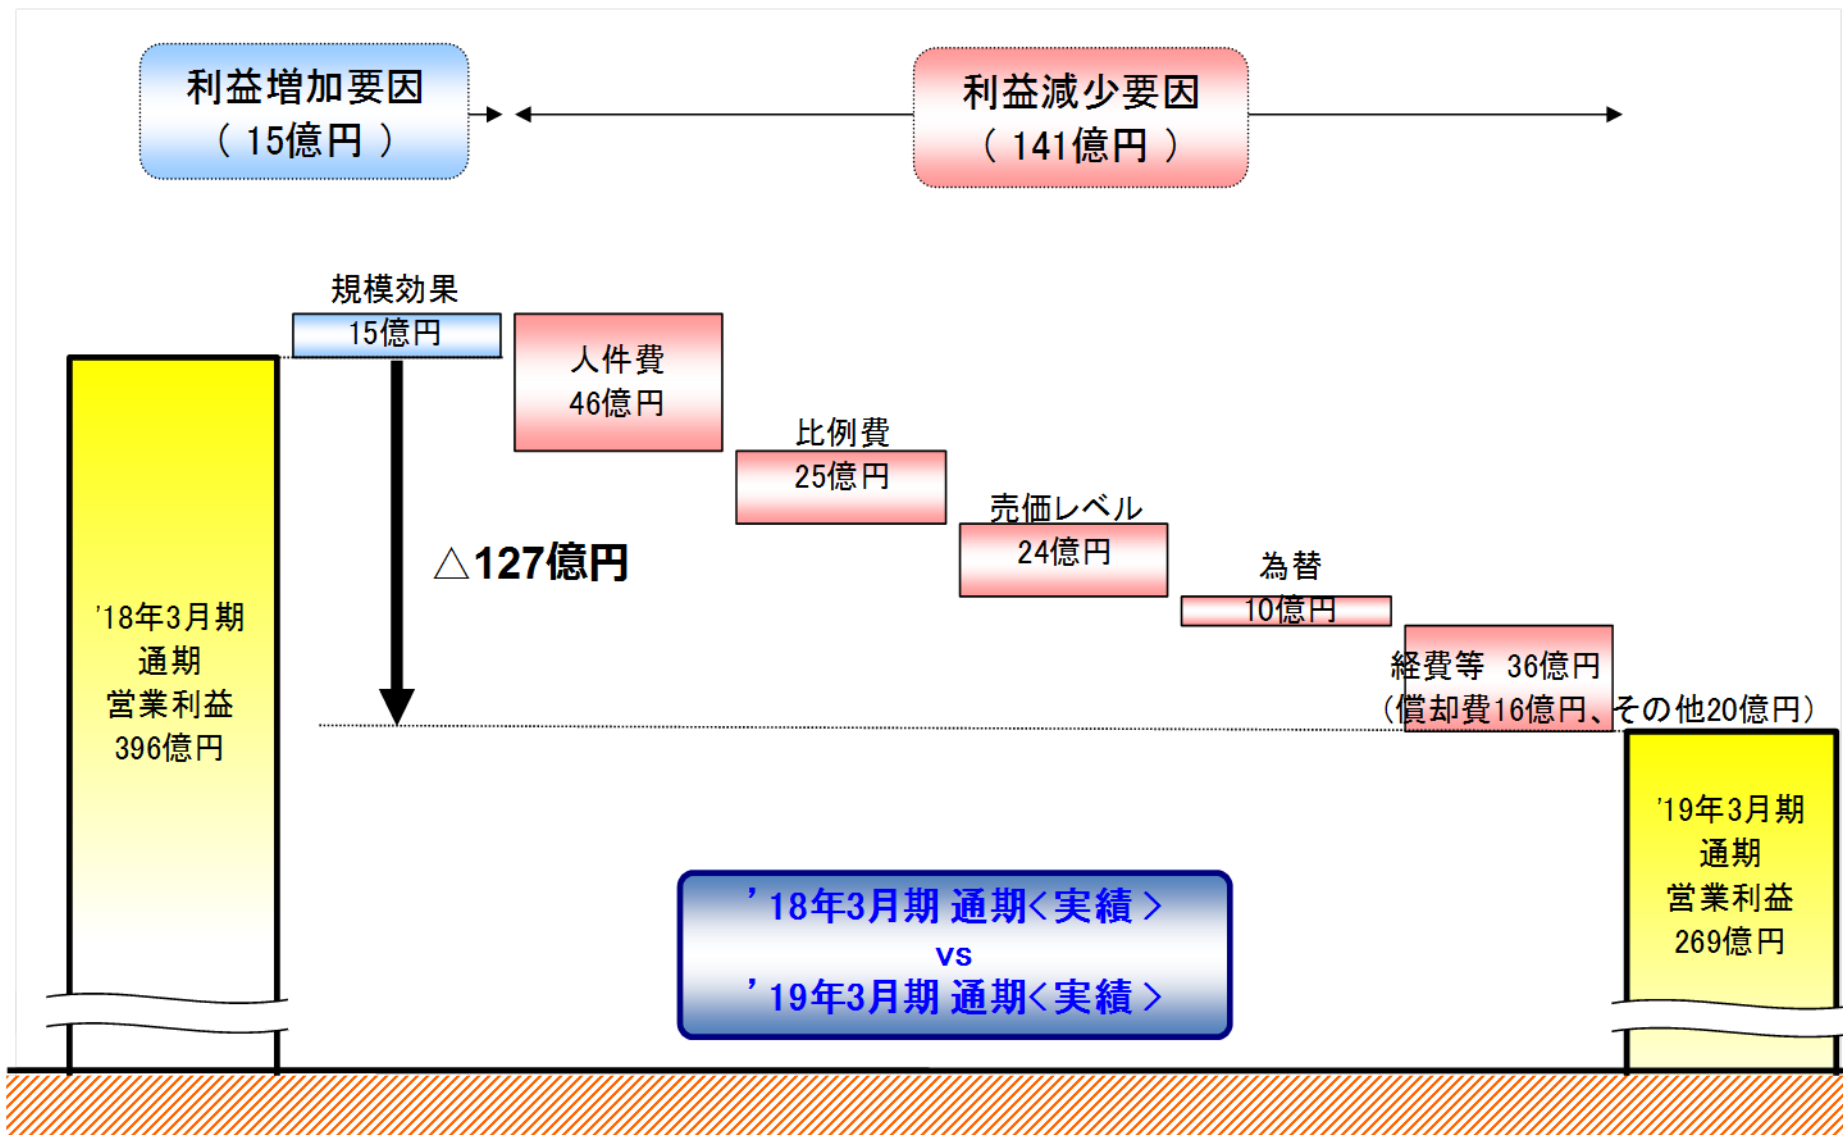 利益増加要因
( 15億円 )
利益減少要因
( 141億円 )
規模効果
15億円
人件費
46億円
比例費
25億円
売価レベル
24億円
為替
10億円
経費等 36億円
(償却費16億円、その他20億円)
△127億円
'18年3月期
通期
営業利益
396億円
'19年3月期
通期
営業利益
269億円
’18年3月期 通期<実績>
vs
’19年3月期 通期<実績>